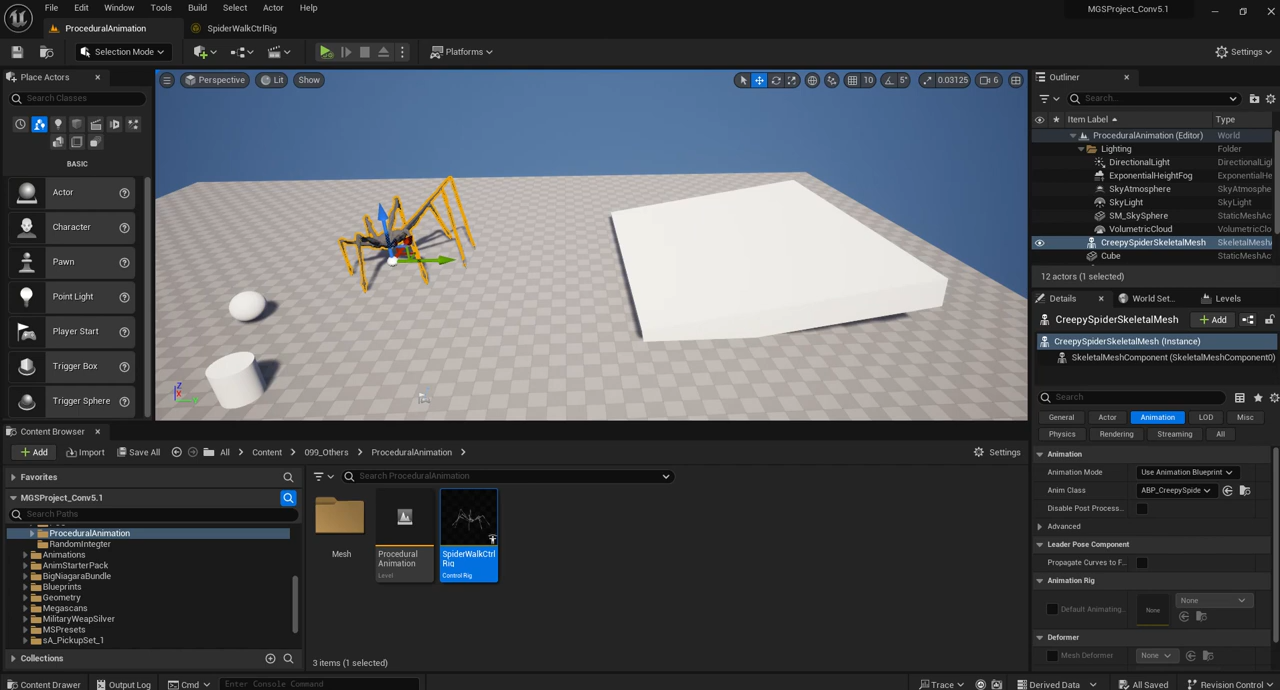 File Edit Window Tools Build Select Actor Help
MGSProject_Conv5.1
ProceduralAnimation
SpiderWalkCtrlRig
Selection Mode
Platforms
Settings
Place Actors
Search Classes
BASIC
Actor
Character
Pawn
Point Light
Player Start
Trigger Box
Trigger Sphere
Perspective
Lit
Show
10
5°
0.03125
6
Z
X
Outliner
Search...
Item Label
Type
ProceduralAnimation (Editor) World
Lighting Folder
DirectionalLight DirectionalLigl
ExponentialHeightFog ExponentialHe
SkyAtmosphere SkyAtmosphe
SkyLight SkyLight
SM_SkySphere StaticMeshAc
VolumetricCloud VolumetricClo
CreepySpiderSkeletalMesh SkeletalMesh
Cube StaticMeshAc
12 actors (1 selected)
Details
World Set...
Levels
CreepySpiderSkeletalMesh
Add
CreepySpiderSkeletalMesh (Instance)
SkeletalMeshComponent (SkeletalMeshComponent0)
Search
General Actor Animation LOD Misc
Physics Rendering Streaming All
Animation
Animation Mode Use Animation Blueprint
Anim Class ABP_CreepySpide
Disable Post Process...
Advanced
Leader Pose Component
Propagate Curves to F...
Animation Rig
Default Animating... None None
Deformer
Mesh Deformer None
Content Browser
Add Import Save All All Content 099_Others ProceduralAnimation Settings
Favorites
MGSProject_Conv5.1
Search Paths
ProceduralAnimation
RandomIntegter
Animations
AnimStarterPack
BigNiagaraBundle
Blueprints
Geometry
Megascans
MilitaryWeapSilver
MSPresets
sA_PickupSet_1
Collections
Search ProceduralAnimation
Mesh
Procedural
Animation
Level
SpiderWalkCtrl
Rig
Control Rig
3 items (1 selected)
Content Drawer Output Log Cmd Enter Console Command Trace Derived Data All Saved Revision Control